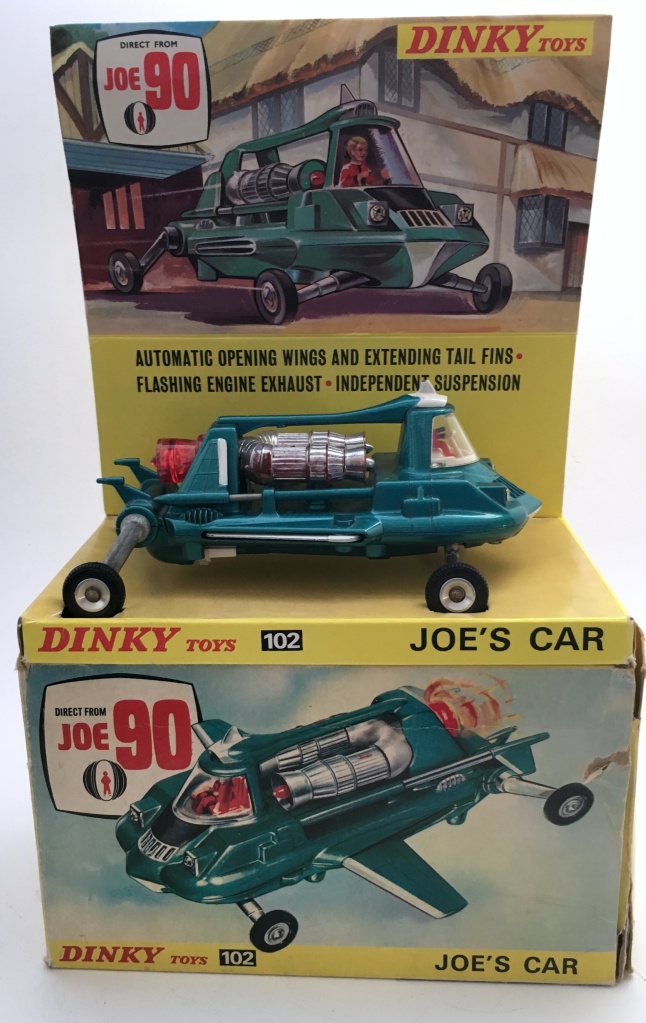 DIRECT FROM
JOE 90
DINKY TOYS
AUTOMATIC OPENING WINGS AND EXTENDING TAIL FINS•
FLASHING ENGINE EXHAUST • INDEPENDENT SUSPENSION
DINKY TOYS 102 JOE'S CAR
DIRECT FROM
JOE 90
DINKY TOYS 102 JOE'S CAR